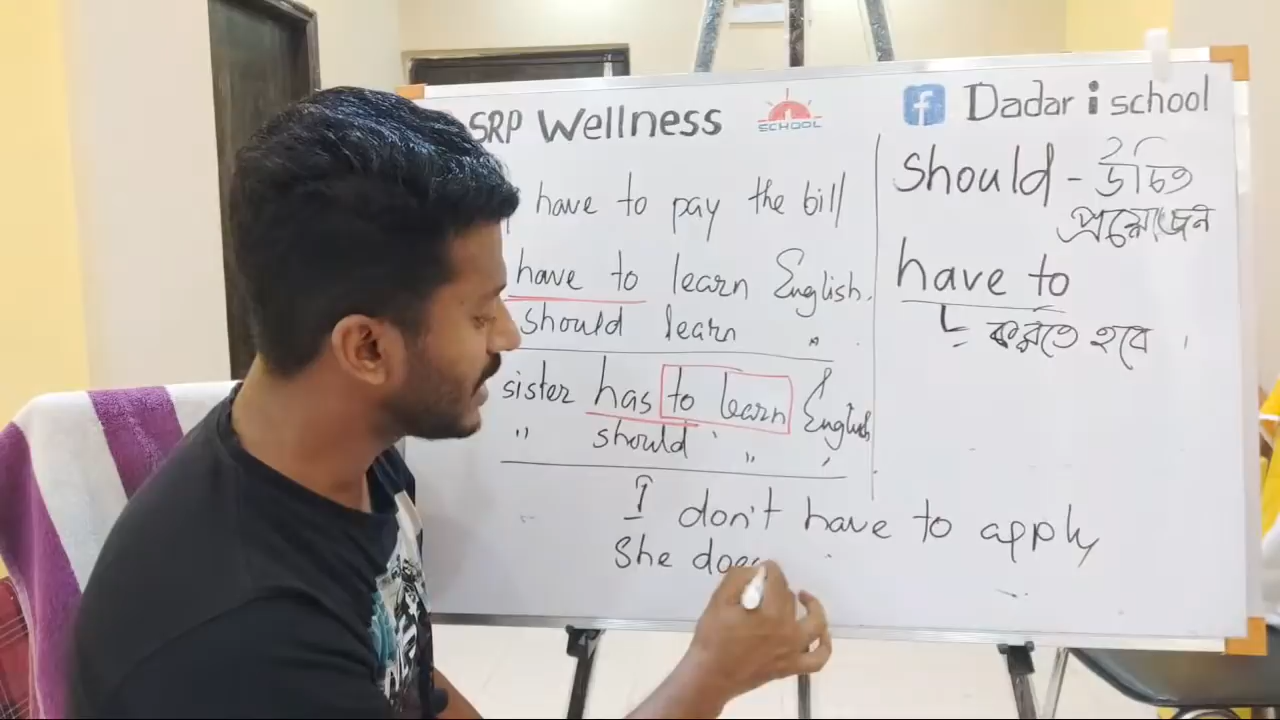 SRP Wellness
SCHOOL
Dadar i school
have to pay the bill
have to learn English.
should learn "
sister has to learn English
" should " " "
I don't have to apply
She does
should - উচিত
প্রয়োজন
have to
করতে হবে